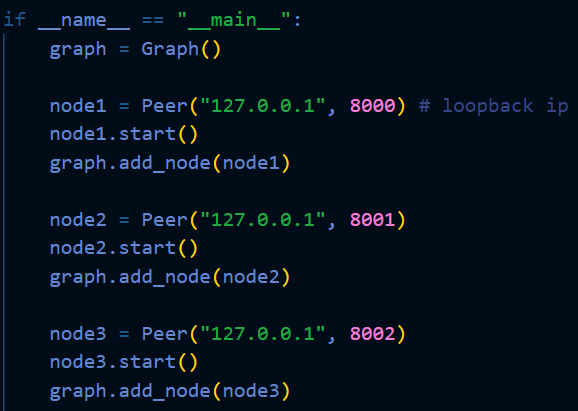 if __name__ == "__main__":
    graph = Graph()

    node1 = Peer("127.0.0.1", 8000) # loopback ip
    node1.start()
    graph.add_node(node1)

    node2 = Peer("127.0.0.1", 8001)
    node2.start()
    graph.add_node(node2)

    node3 = Peer("127.0.0.1", 8002)
    node3.start()
    graph.add_node(node3)